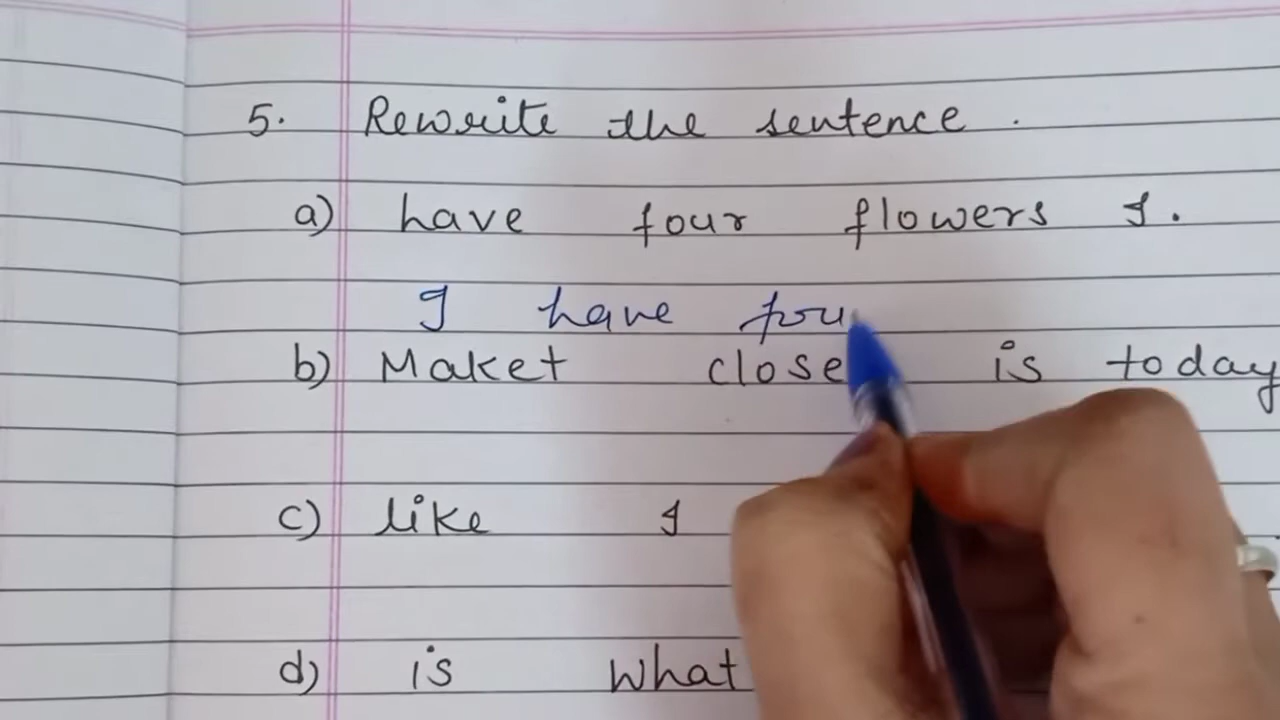 5. Rewrite the sentence .
a) have four flowers I .
I have fou
b) Maket close is today
c) like I
d) is What